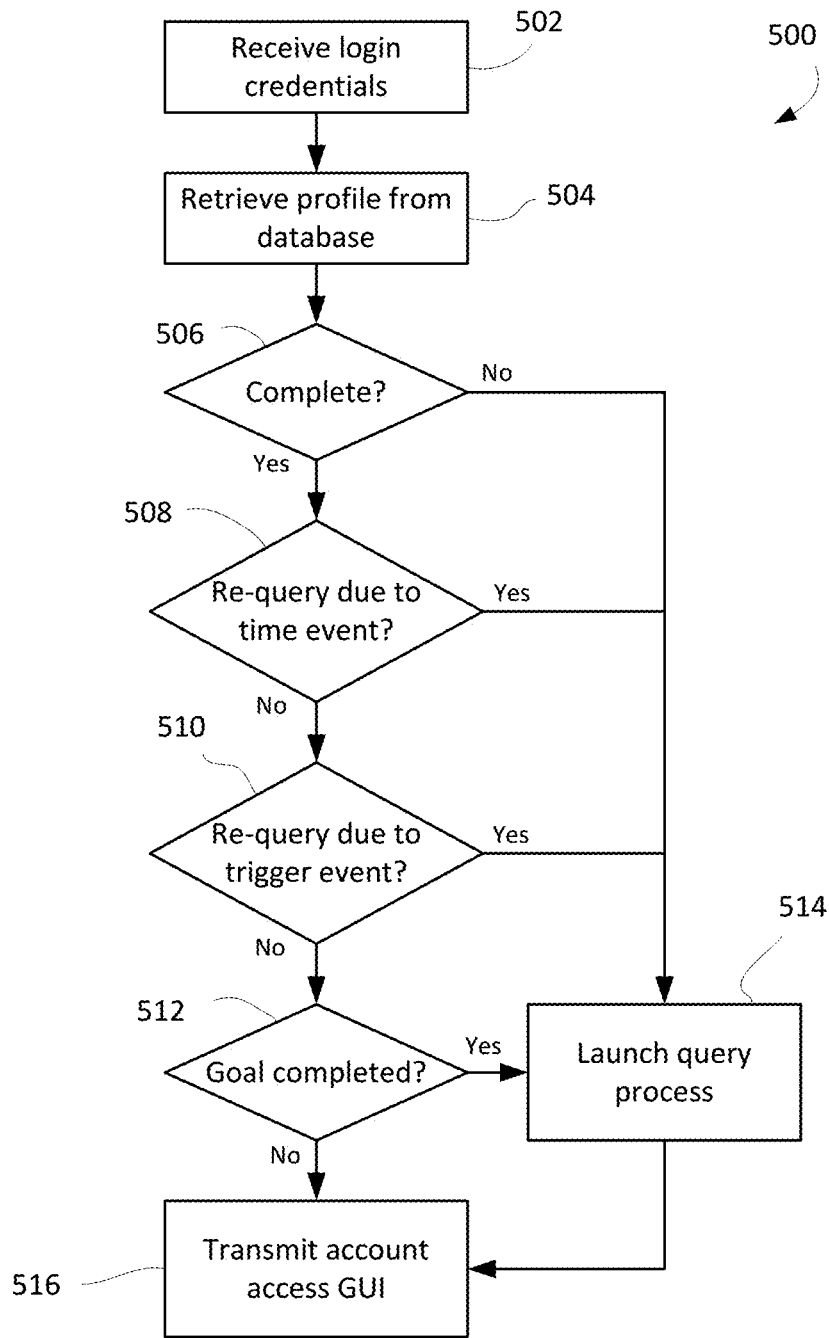 502
500
Receive login
credentials
504
Retrieve profile from
database
506
Complete?
No
Yes
508
Re-query due to
time event?
Yes
No
510
Re-query due to
trigger event?
Yes
No
514
512
Goal completed?
Yes
Launch query
process
No
Transmit account
access GUI
516